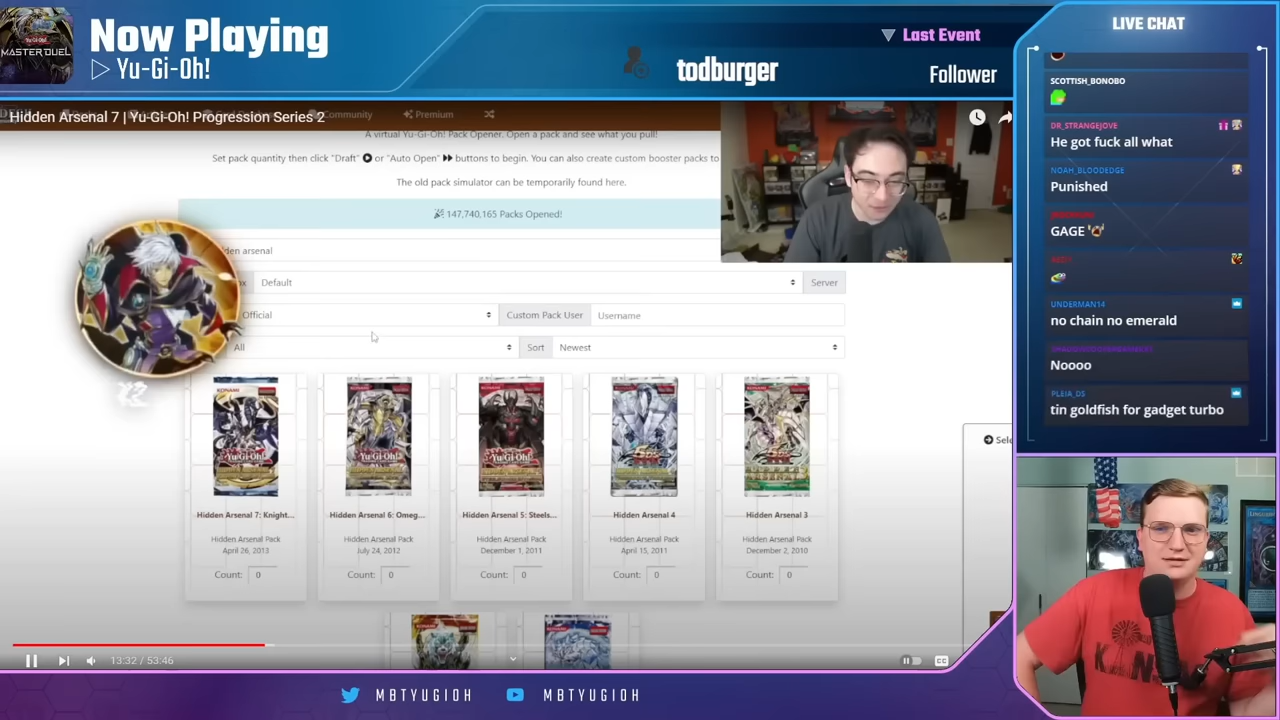 MASTER DUEL
Now Playing
Yu-Gi-Oh!
Last Event
todburger
Follower
Hidden Arsenal 7 | Yu-Gi-Oh! Progression Series 2
Community
Premium
A virtual Yu-Gi-Oh! Pack Opener. Open a pack and see what you pull!
Set pack quantity then click "Draft" or "Auto Open" buttons to begin. You can also create custom booster packs to
The old pack simulator can be temporarily found here.
147,740,165 Packs Opened!
den arsenal
Default
Server
Official
Custom Pack User
Username
All
Sort
Newest
Hidden Arsenal 7: Knight...
Hidden Arsenal Pack
April 26, 2013
Count: 0
Hidden Arsenal 6: Omeg...
Hidden Arsenal Pack
July 24, 2012
Count: 0
Hidden Arsenal 5: Steels...
Hidden Arsenal Pack
December 1, 2011
Count: 0
Hidden Arsenal 4
Hidden Arsenal Pack
April 15, 2011
Count: 0
Hidden Arsenal 3
Hidden Arsenal Pack
December 2, 2010
Count: 0
Sele
13:32 / 53:46
CC
LIVE CHAT
SCOTTISH_BONOBO
DR_STRANGEJOVE
He got fuck all what
NOAH_BLOODEDGE
Punished
GAGE
UNDERMAN14
no chain no emerald
Noooo
PLEIA_DS
tin goldfish for gadget turbo
MBTYUGIOH
MBTYUGIOH